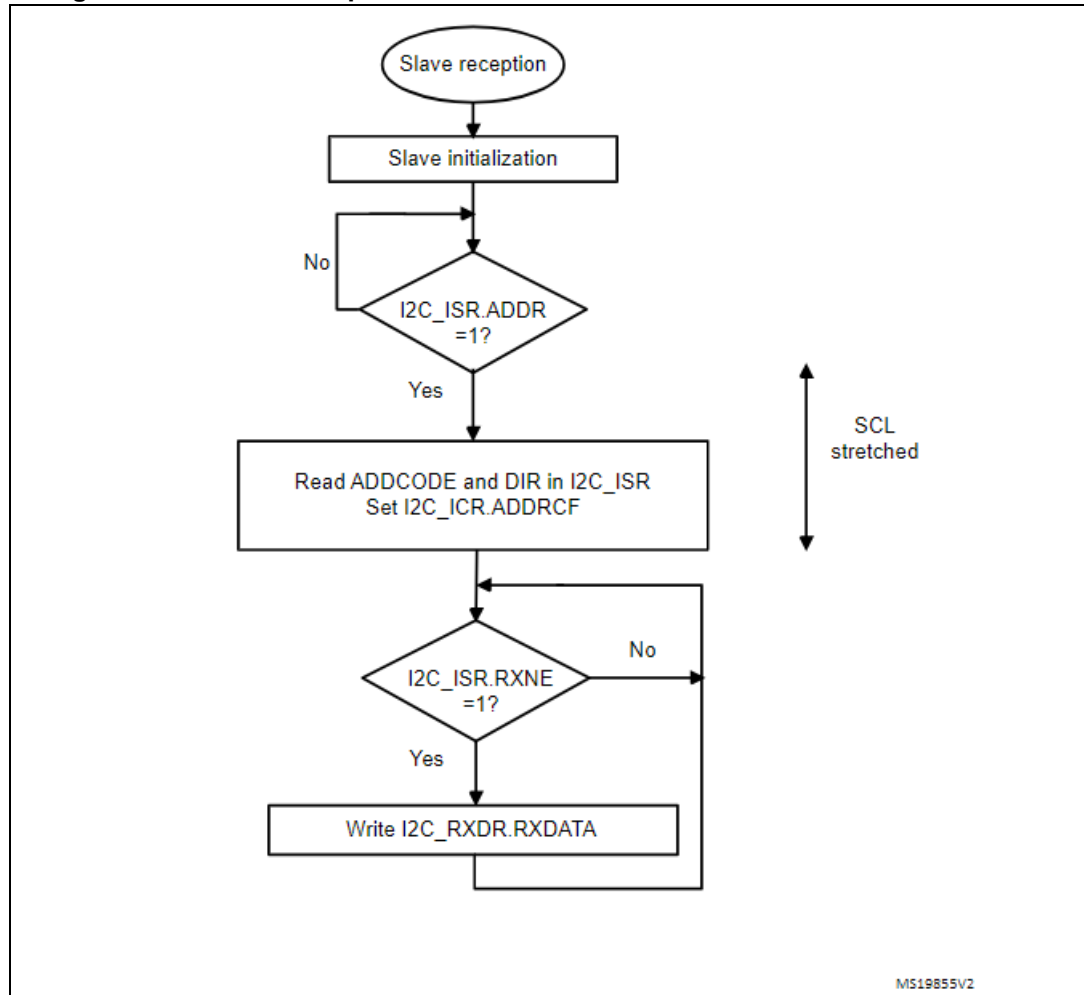 Slave reception
Slave initialization
No
I2C_ISR.ADDR
=1?
Yes
SCL
stretched
Read ADDCODE and DIR in I2C_ISR
Set I2C_ICR.ADDRCF
No
I2C_ISR.RXNE
=1?
Yes
Write I2C_RXDR.RXDATA
MS19855V2